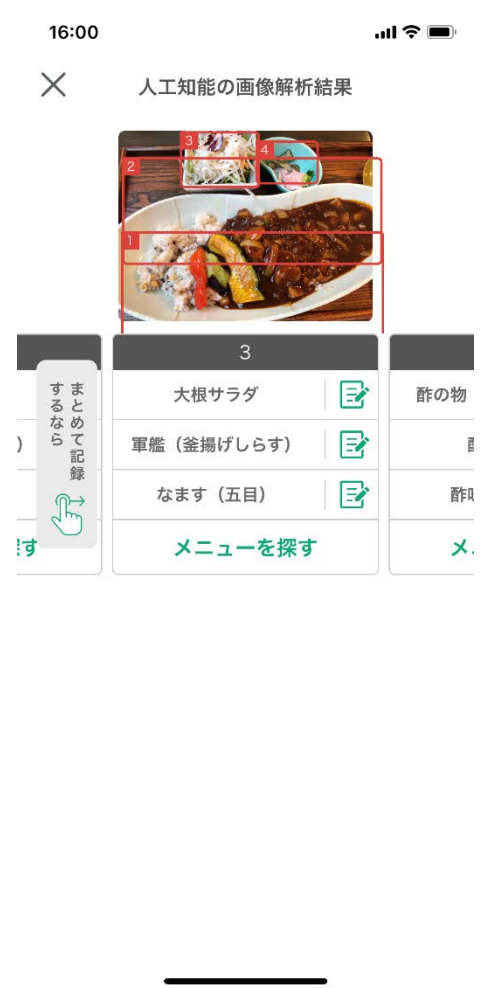 16:00
人工知能の画像解析結果
3
4
2
1
3
まとめて記録
するなら
大根サラダ
軍艦（釜揚げしらす）
なます（五目）
メニューを探す
）
す
酢の物
メ